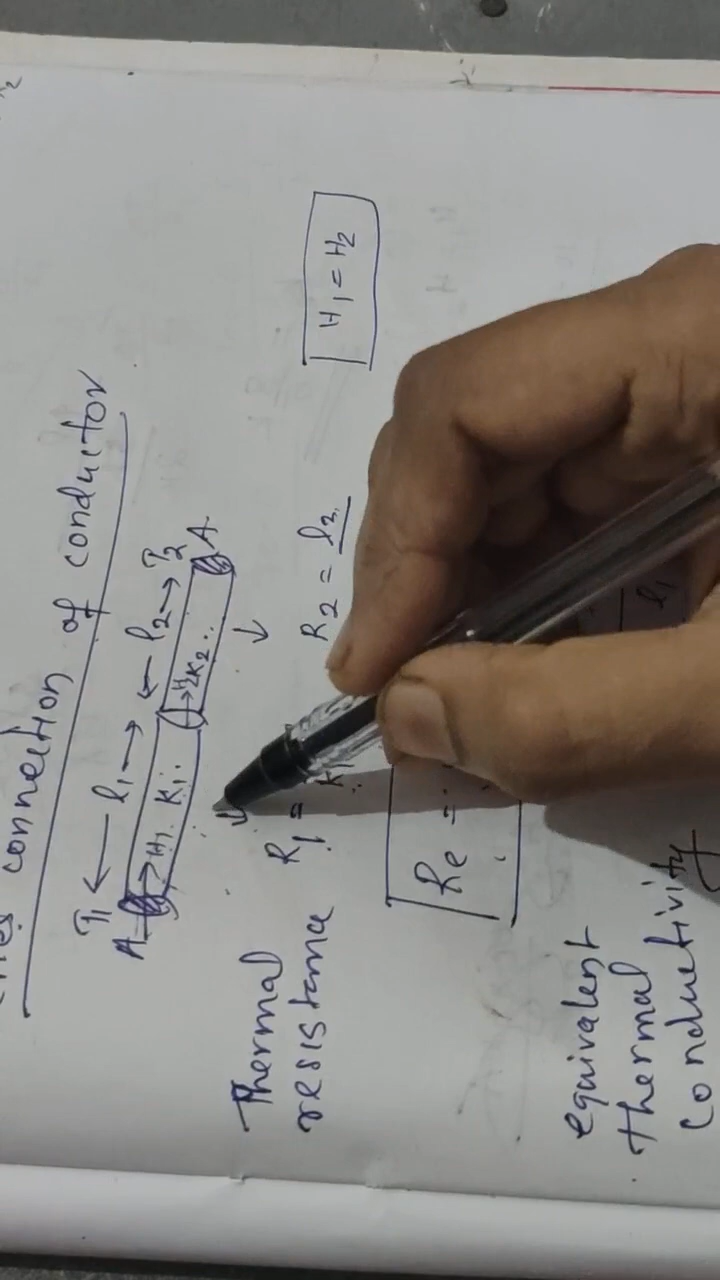 connection of conductor
T1 ← l1 → ← l2 → T2
A → H1 K1 → H2 K2 A
Thermal
resistance R1 = R2 = l2
H1 = H2
Re =
l1
equivalent
thermal
conductivity